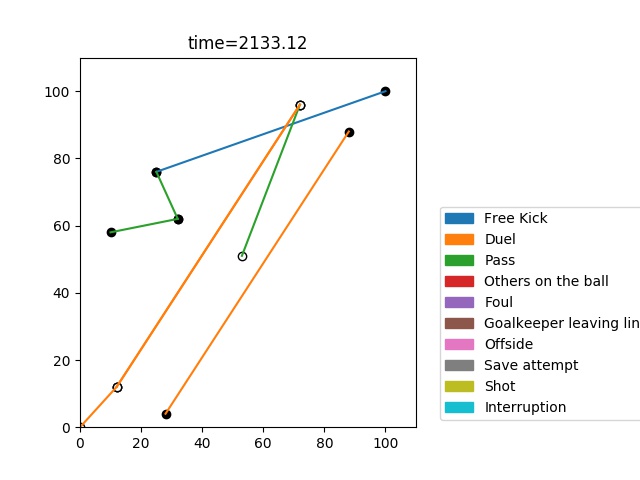 time=2133.12
100
80
60
40
20
0
0
20
40
60
80
100
Free Kick
Duel
Pass
Others on the ball
Foul
Goalkeeper leaving lin
Offside
Save attempt
Shot
Interruption